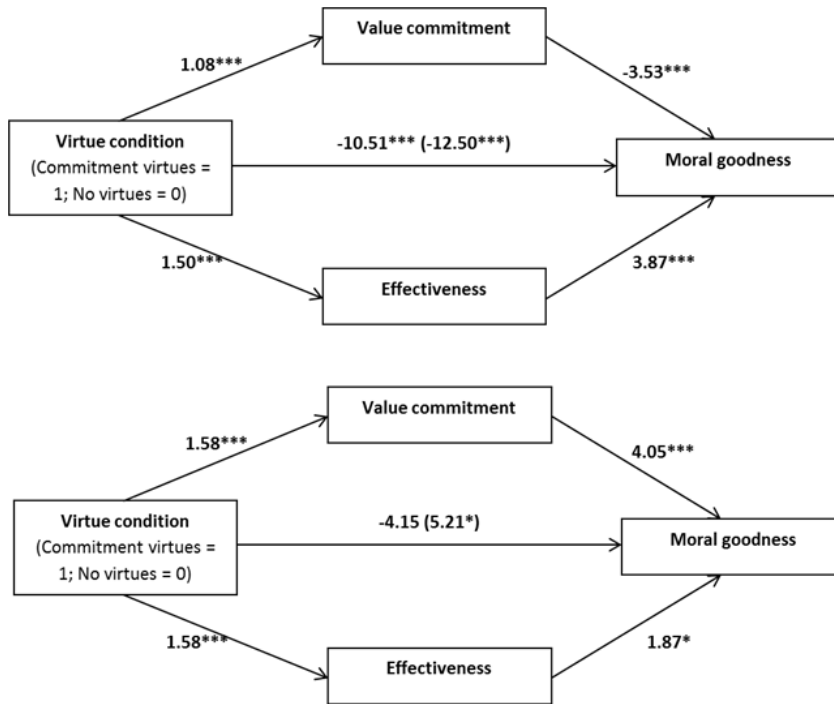 Value commitment
1.08***
-3.53***
Virtue condition
(Commitment virtues =
1; No virtues = 0)
-10.51*** (-12.50***)
Moral goodness
1.50***
3.87***
Effectiveness
Value commitment
1.58***
4.05***
Virtue condition
(Commitment virtues =
1; No virtues = 0)
-4.15 (5.21*)
Moral goodness
1.58***
1.87*
Effectiveness